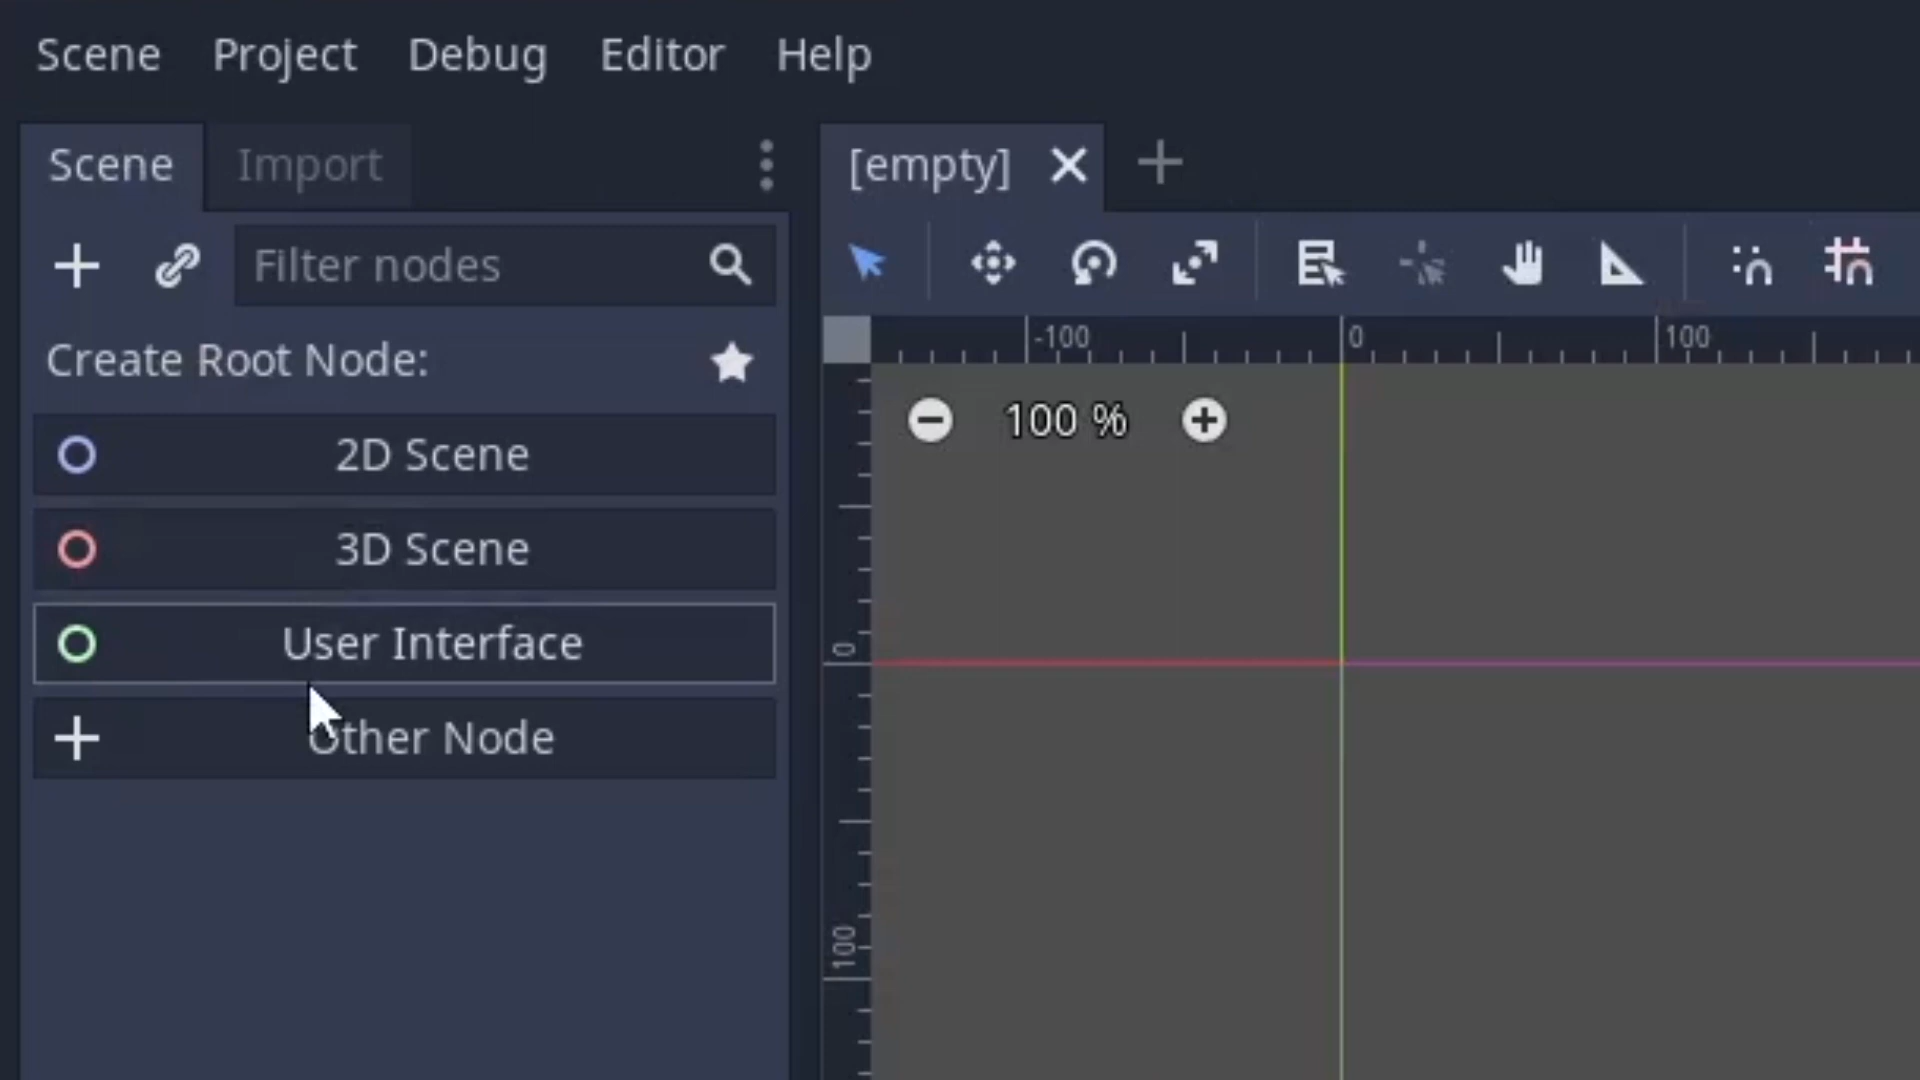 Scene Project Debug Editor Help
Scene Import
[empty]
Filter nodes
Create Root Node:
2D Scene
3D Scene
User Interface
Other Node
-100 0 100
100 %
0
100